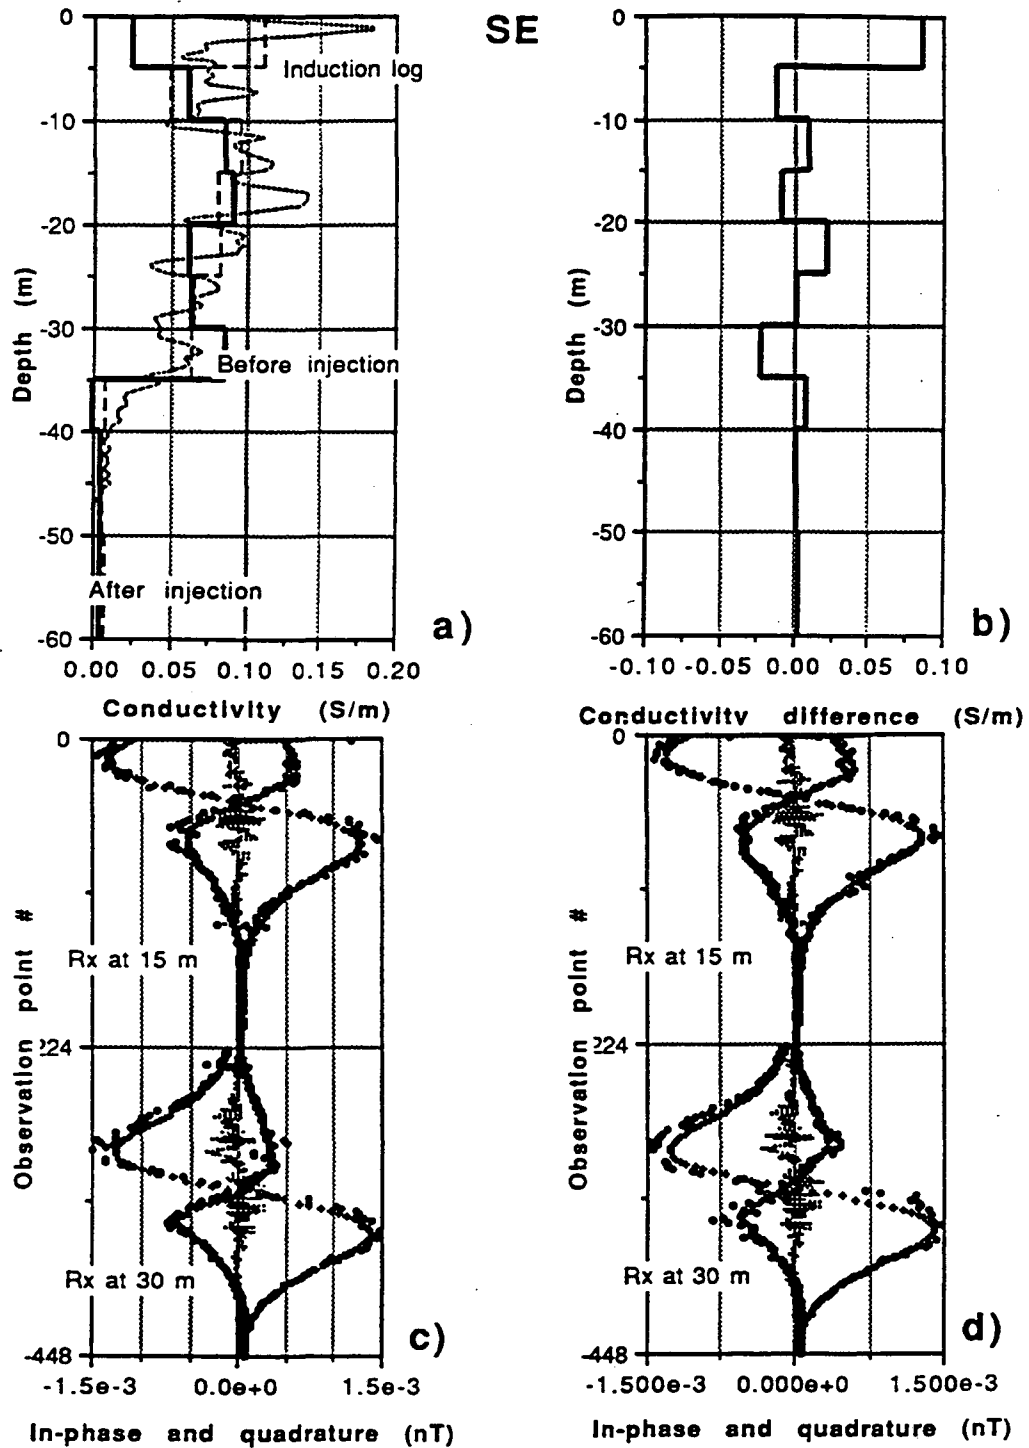 SE
0
-10
-20
-30
-40
-50
-60
Depth (m)
Induction log
Before injection
After injection
a)
0.00 0.05 0.10 0.15 0.20
Conductivity (S/m)
0
-10
-20
-30
-40
-50
-60
Depth (m)
b)
-0.10 -0.05 0.00 0.05 0.10
Conductivity difference (S/m)
0
224
-448
Observation point #
Rx at 15 m
Rx at 30 m
c)
-1.5e-3 0.0e+0 1.5e-3
In-phase and quadrature (nT)
0
224
-448
Observation point #
Rx at 15 m
Rx at 30 m
d)
-1.500e-3 0.000e+0 1.500e-3
In-phase and quadrature (nT)